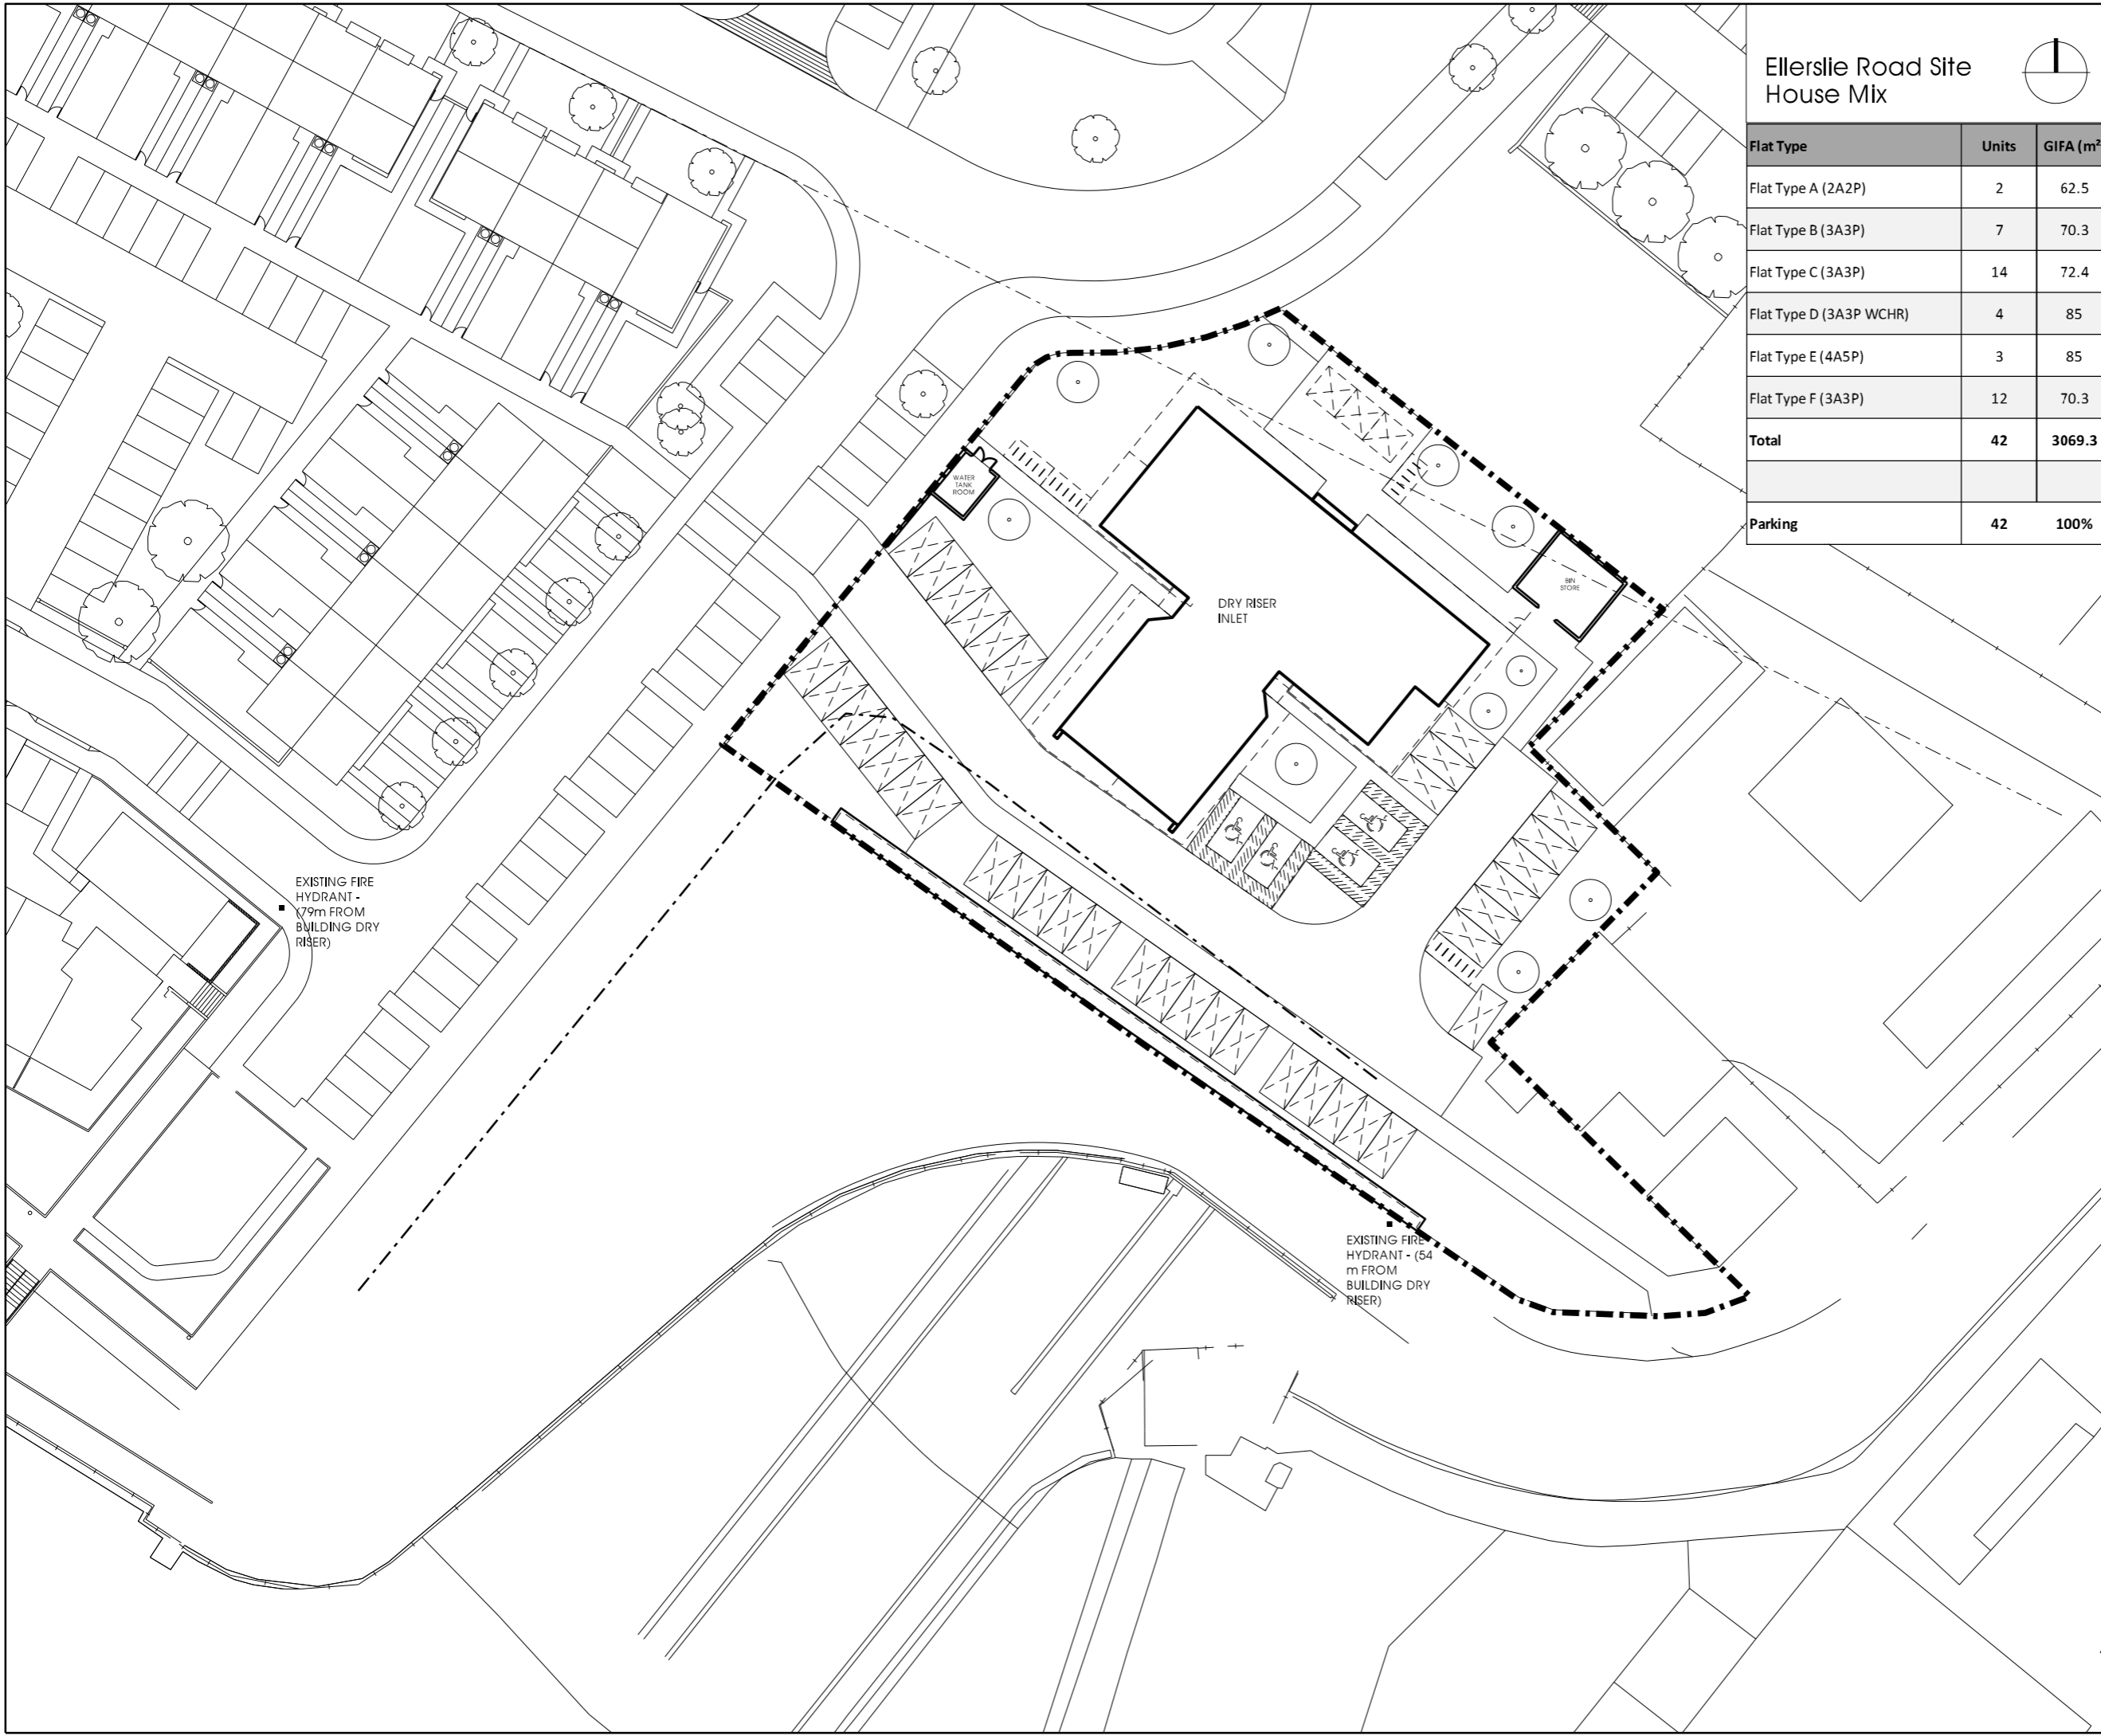 Ellerslie Road Site
House Mix
Flat Type Units GIFA (m²
Flat Type A (2A2P) 2 62.5
Flat Type B (3A3P) 7 70.3
Flat Type C (3A3P) 14 72.4
Flat Type D (3A3P WCHR) 4 85
Flat Type E (4A5P) 3 85
Flat Type F (3A3P) 12 70.3
Total 42 3069.3
Parking 42 100%
WATER
TANK
ROOM
BIN
STORE
DRY RISER
INLET
EXISTING FIRE
HYDRANT -
(79m FROM
BUILDING DRY
RISER)
EXISTING FIRE
HYDRANT - (54
m FROM
BUILDING DRY
RISER)